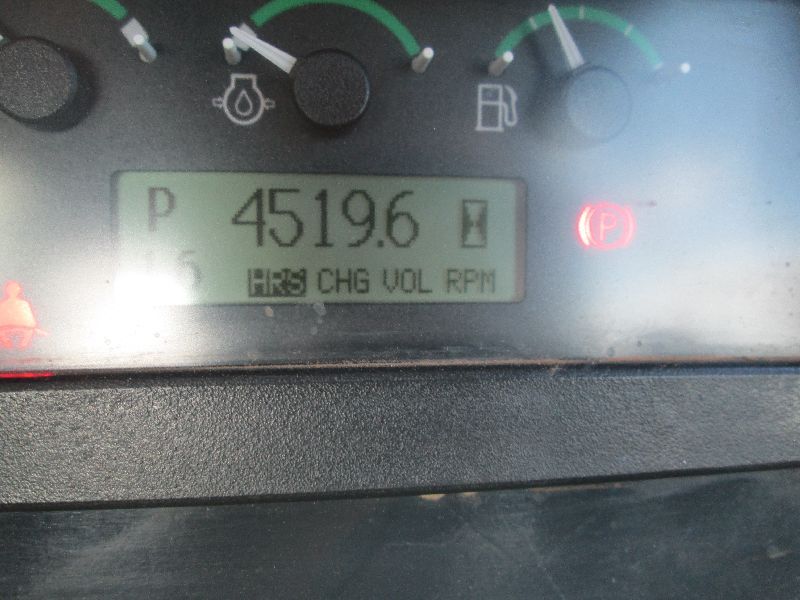 P 4519.6
P
HRS CHG VOL RPM